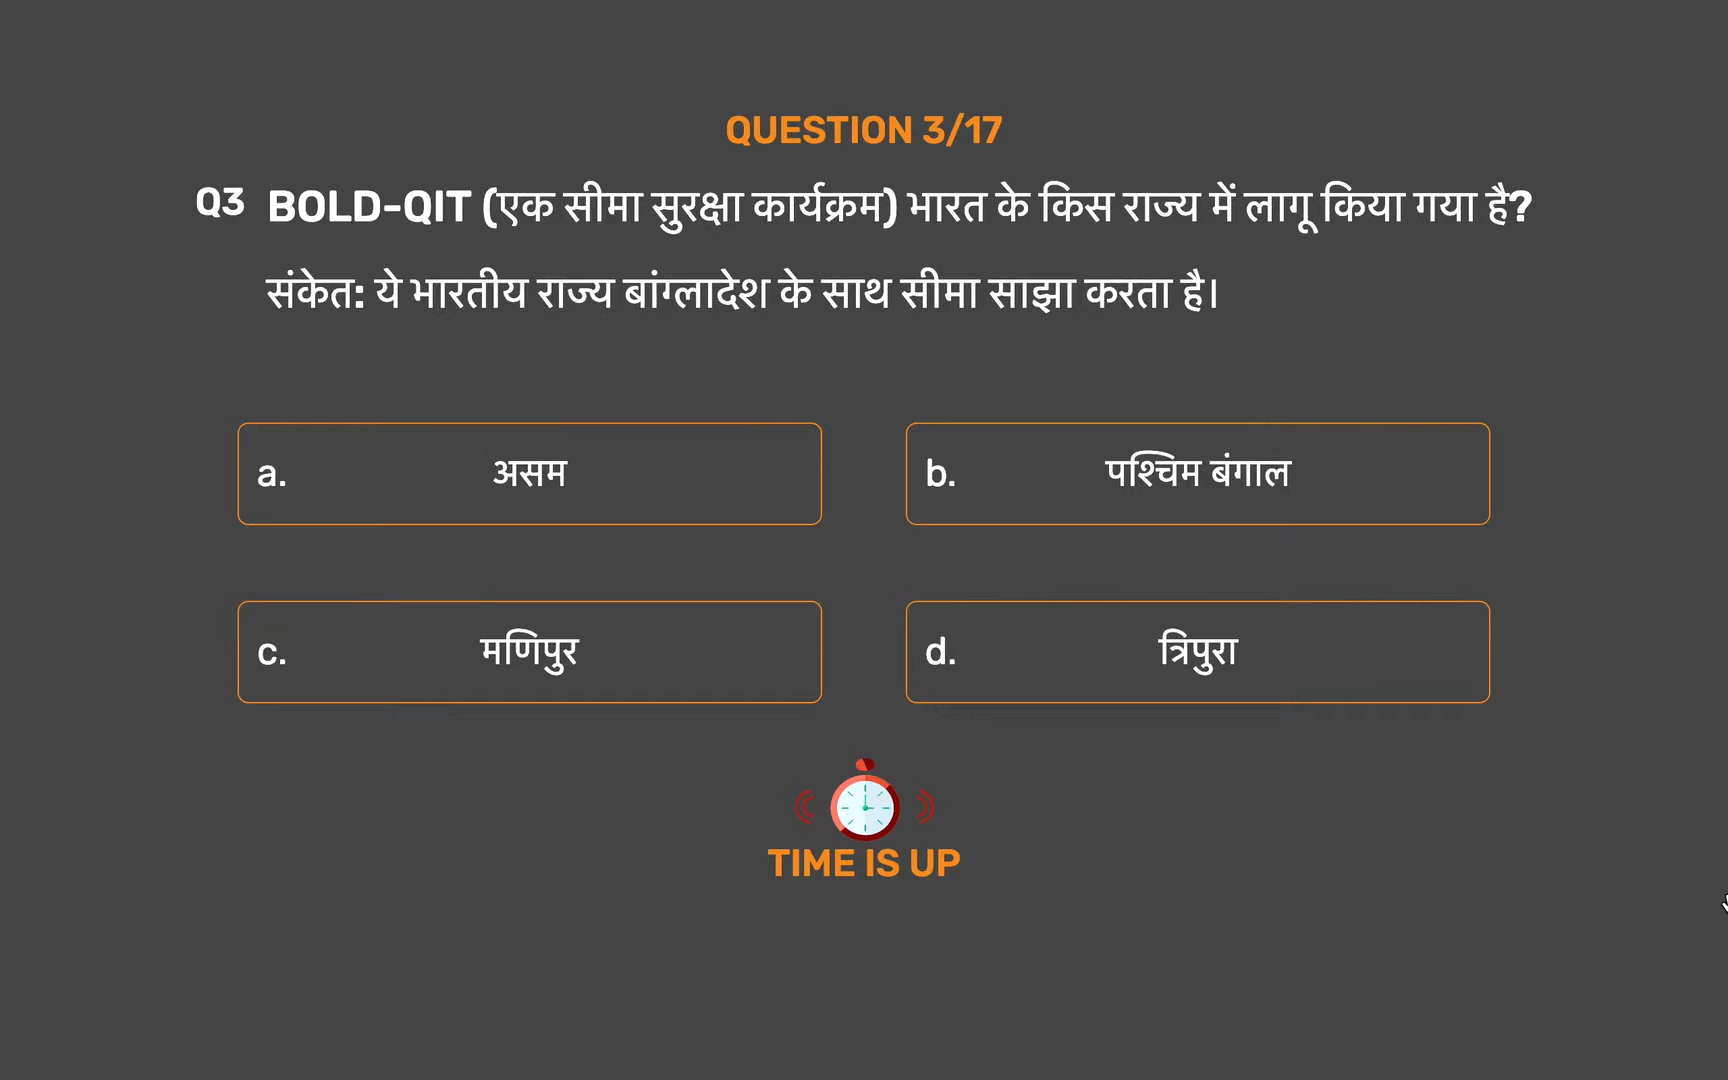 QUESTION 3/17
Q3 BOLD-QIT (एक सीमा सुरक्षा कार्यक्रम) भारत के किस राज्य में लागू किया गया है?
संकेत: ये भारतीय राज्य बांग्लादेश के साथ सीमा साझा करता है।
a. असम
b. पश्चिम बंगाल
c. मणिपुर
d. त्रिपुरा
TIME IS UP